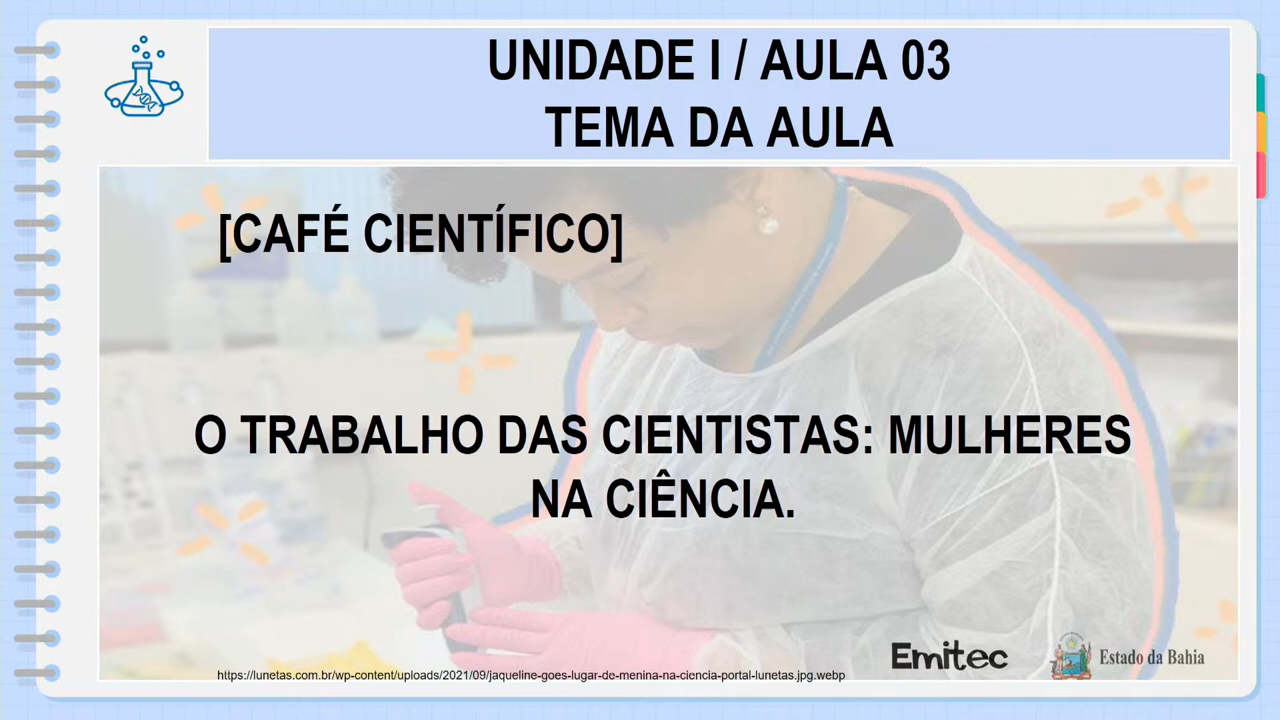 UNIDADE I / AULA 03
TEMA DA AULA
[CAFÉ CIENTÍFICO]
O TRABALHO DAS CIENTISTAS: MULHERES
NA CIÊNCIA.
Emitec
Estado da Bahia
https://lunetas.com.br/wp-content/uploads/2021/09/jaqueline-goes-lugar-de-menina-na-ciencia-portal-lunetas.jpg.webp